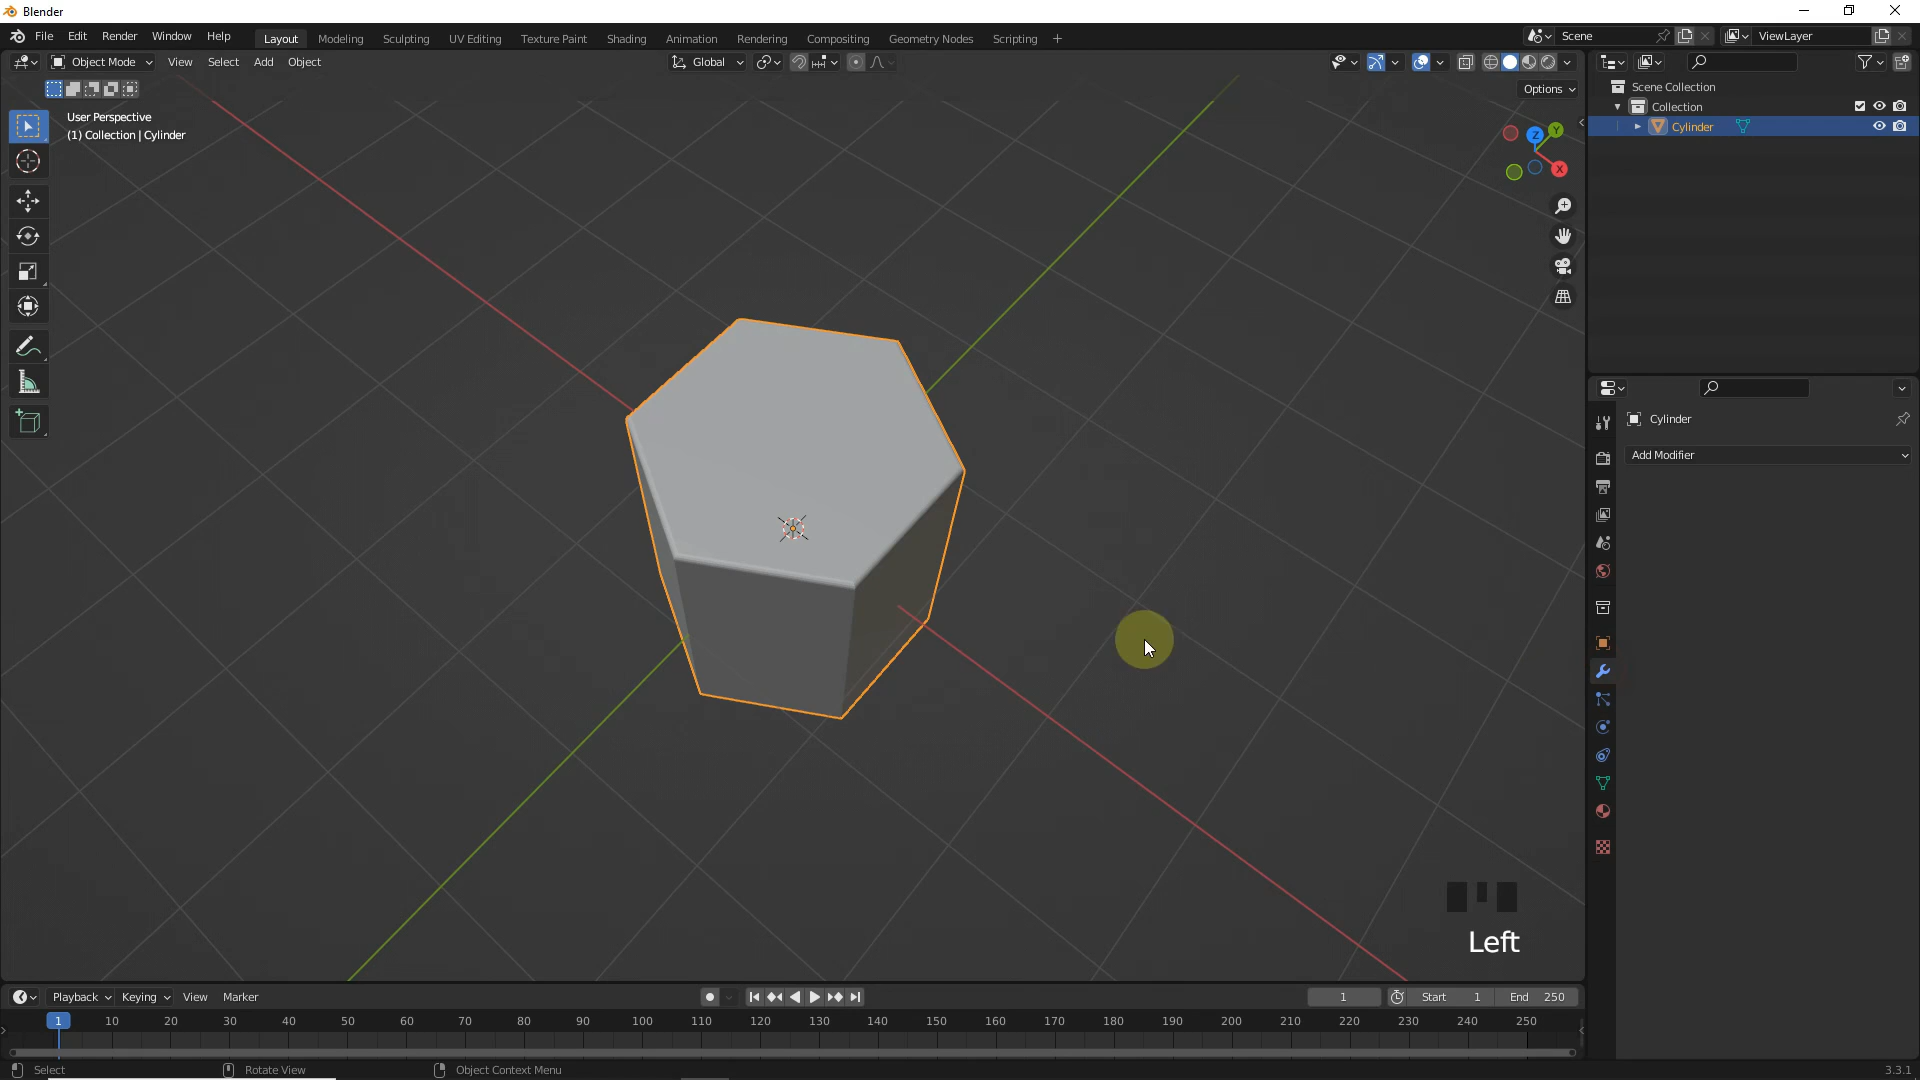 Blender
File Edit Render Window Help Layout Modeling Sculpting UV Editing Texture Paint Shading Animation Rendering Compositing Geometry Nodes Scripting + Scene ViewLayer
Object Mode View Select Add Object Global
Options
User Perspective
(1) Collection | Cylinder
Scene Collection
Collection
Cylinder
Z Y
X
Cylinder
Add Modifier
Left
Playback Keying View Marker 1 Start 1 End 250
1 10 20 30 40 50 60 70 80 90 100 110 120 130 140 150 160 170 180 190 200 210 220 230 240 250
Select Rotate View Object Context Menu 3.3.1